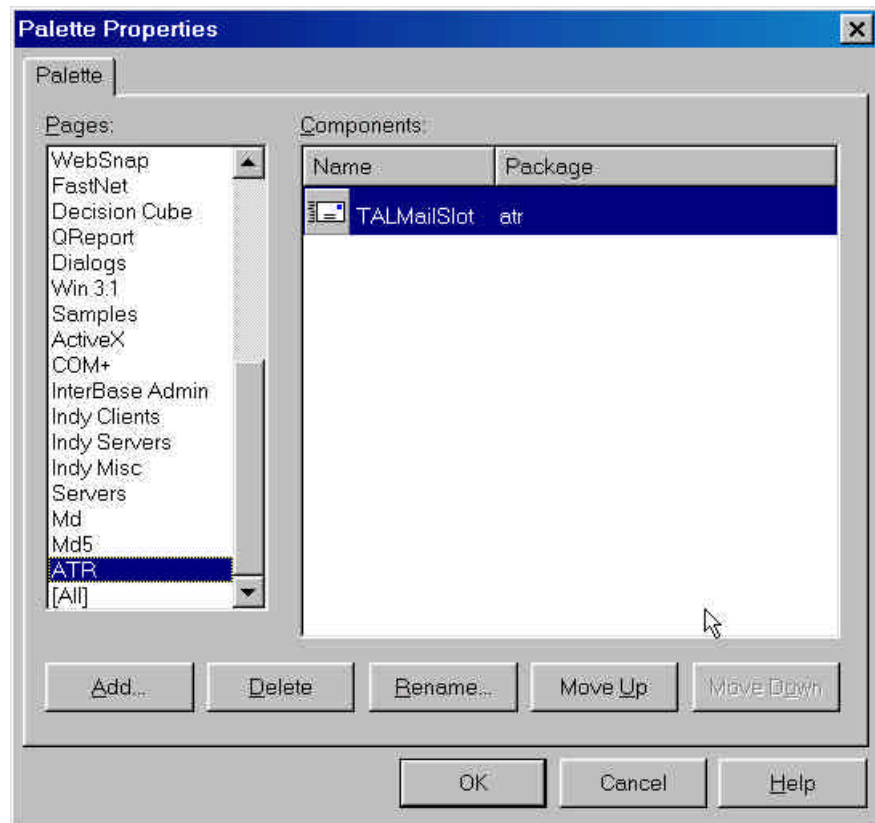 Palette Properties
Palette
Pages:
WebSnap
FastNet
Decision Cube
QReport
Dialogs
Win 3.1
Samples
ActiveX
COM+
InterBase Admin
Indy Clients
Indy Servers
Indy Misc
Servers
Md
Md5
ATR
[All]
Components:
Name Package
TALMailSlot atr
Add... Delete Rename... Move Up Move Down
OK Cancel Help